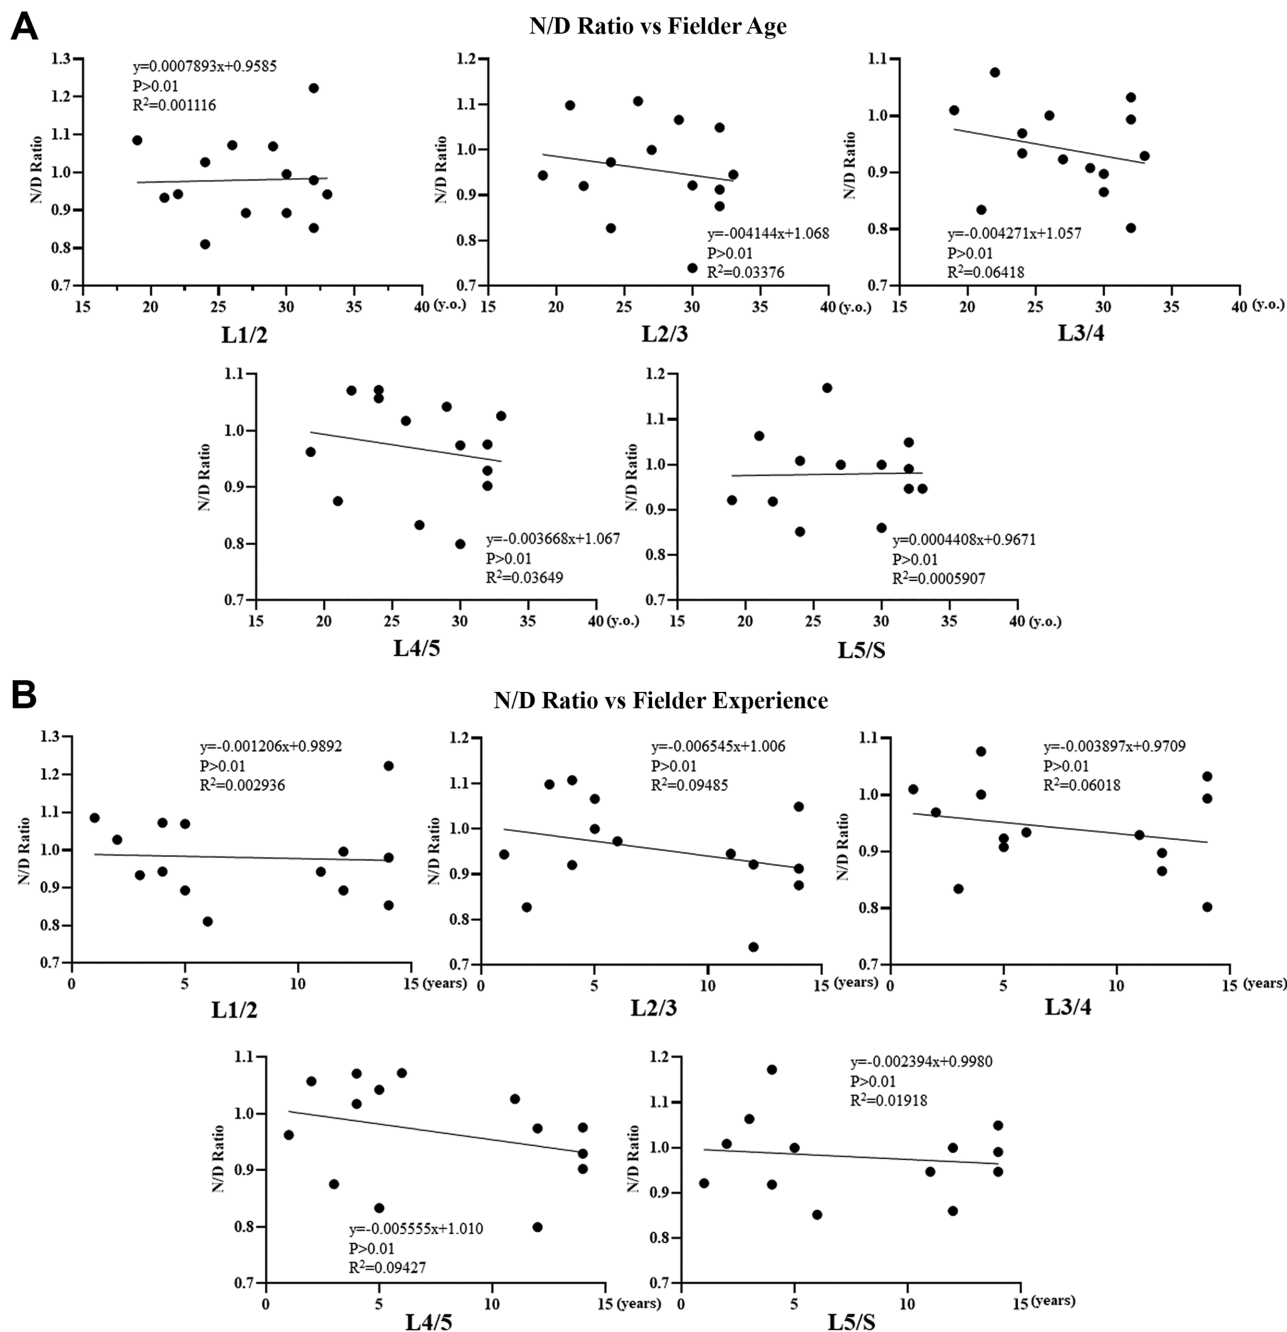 A
N/D Ratio vs Fielder Age
N/D Ratio
1.3
1.2
1.1
1.0
0.9
0.8
0.7
y=0.0007893x+0.9585
P>0.01
R²=0.001116
15 20 25 30 35 40 (y.o.)
L1/2
N/D Ratio
1.2
1.1
1.0
0.9
0.8
0.7
y=-004144x+1.068
P>0.01
R²=0.03376
15 20 25 30 35 40 (y.o.)
L2/3
N/D Ratio
1.1
1.0
0.9
0.8
0.7
y=-0.004271x+1.057
P>0.01
R²=0.06418
15 20 25 30 35 40 (y.o.)
L3/4
N/D Ratio
1.1
1.0
0.9
0.8
0.7
y=-0.003668x+1.067
P>0.01
R²=0.03649
15 20 25 30 35 40 (y.o.)
L4/5
N/D Ratio
1.2
1.1
1.0
0.9
0.8
0.7
y=0.0004408x+0.9671
P>0.01
R²=0.0005907
15 20 25 30 35 40 (y.o.)
L5/S
B
N/D Ratio vs Fielder Experience
N/D Ratio
1.3
1.2
1.1
1.0
0.9
0.8
0.7
y=-0.001206x+0.9892
P>0.01
R²=0.002936
0 5 10 15 (years)
L1/2
N/D Ratio
1.2
1.1
1.0
0.9
0.8
0.7
y=-0.006545x+1.006
P>0.01
R²=0.09485
0 5 10 15 (years)
L2/3
N/D Ratio
1.1
1.0
0.9
0.8
0.7
y=-0.003897x+0.9709
P>0.01
R²=0.06018
0 5 10 15 (years)
L3/4
N/D Ratio
1.1
1.0
0.9
0.8
0.7
y=-0.005555x+1.010
P>0.01
R²=0.09427
0 5 10 15 (years)
L4/5
N/D Ratio
1.2
1.1
1.0
0.9
0.8
0.7
y=-0.002394x+0.9980
P>0.01
R²=0.01918
0 5 10 15 (years)
L5/S